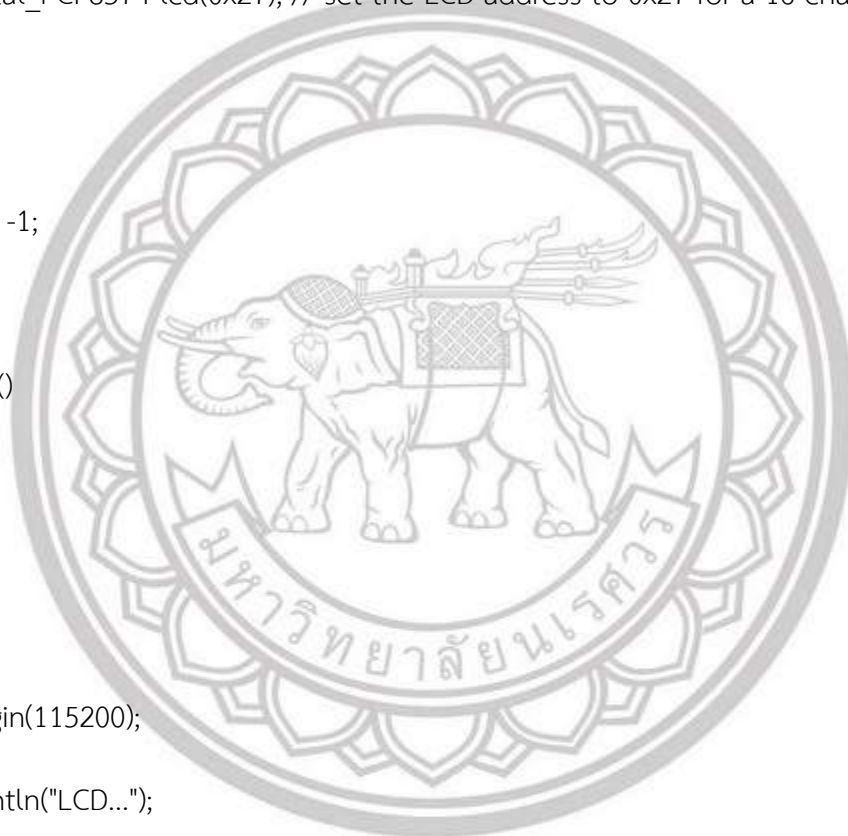 al_PCF8574 lcd(0x27); // set the LCD address to 0x27 for a 16 cha
-1;
()
มหาวิทยาลัยนเรศวร
gin(115200);
ntln("LCD...");